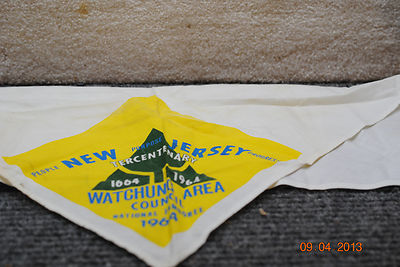 PEOPLE PURPOSE PROGRESS
NEW JERSEY
TERCENTENARY
1664 1964
WATCHUNG AREA
COUNCIL
NATIONAL JAMBOREE
1964
09 04 2013